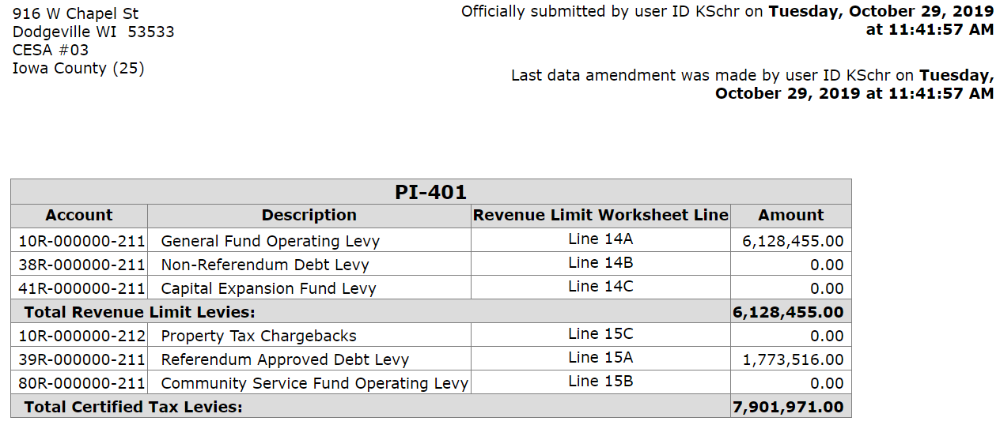 916 W Chapel St
Dodgeville WI  53533
CESA #03
Iowa County (25)
Officially submitted by user ID KSchr on Tuesday, October 29, 2019
at 11:41:57 AM
Last data amendment was made by user ID KSchr on Tuesday,
October 29, 2019 at 11:41:57 AM
PI-401
Account Description Revenue Limit Worksheet Line Amount
10R-000000-211 General Fund Operating Levy Line 14A 6,128,455.00
38R-000000-211 Non-Referendum Debt Levy Line 14B 0.00
41R-000000-211 Capital Expansion Fund Levy Line 14C 0.00
Total Revenue Limit Levies: 6,128,455.00
10R-000000-212 Property Tax Chargebacks Line 15C 0.00
39R-000000-211 Referendum Approved Debt Levy Line 15A 1,773,516.00
80R-000000-211 Community Service Fund Operating Levy Line 15B 0.00
Total Certified Tax Levies: 7,901,971.00